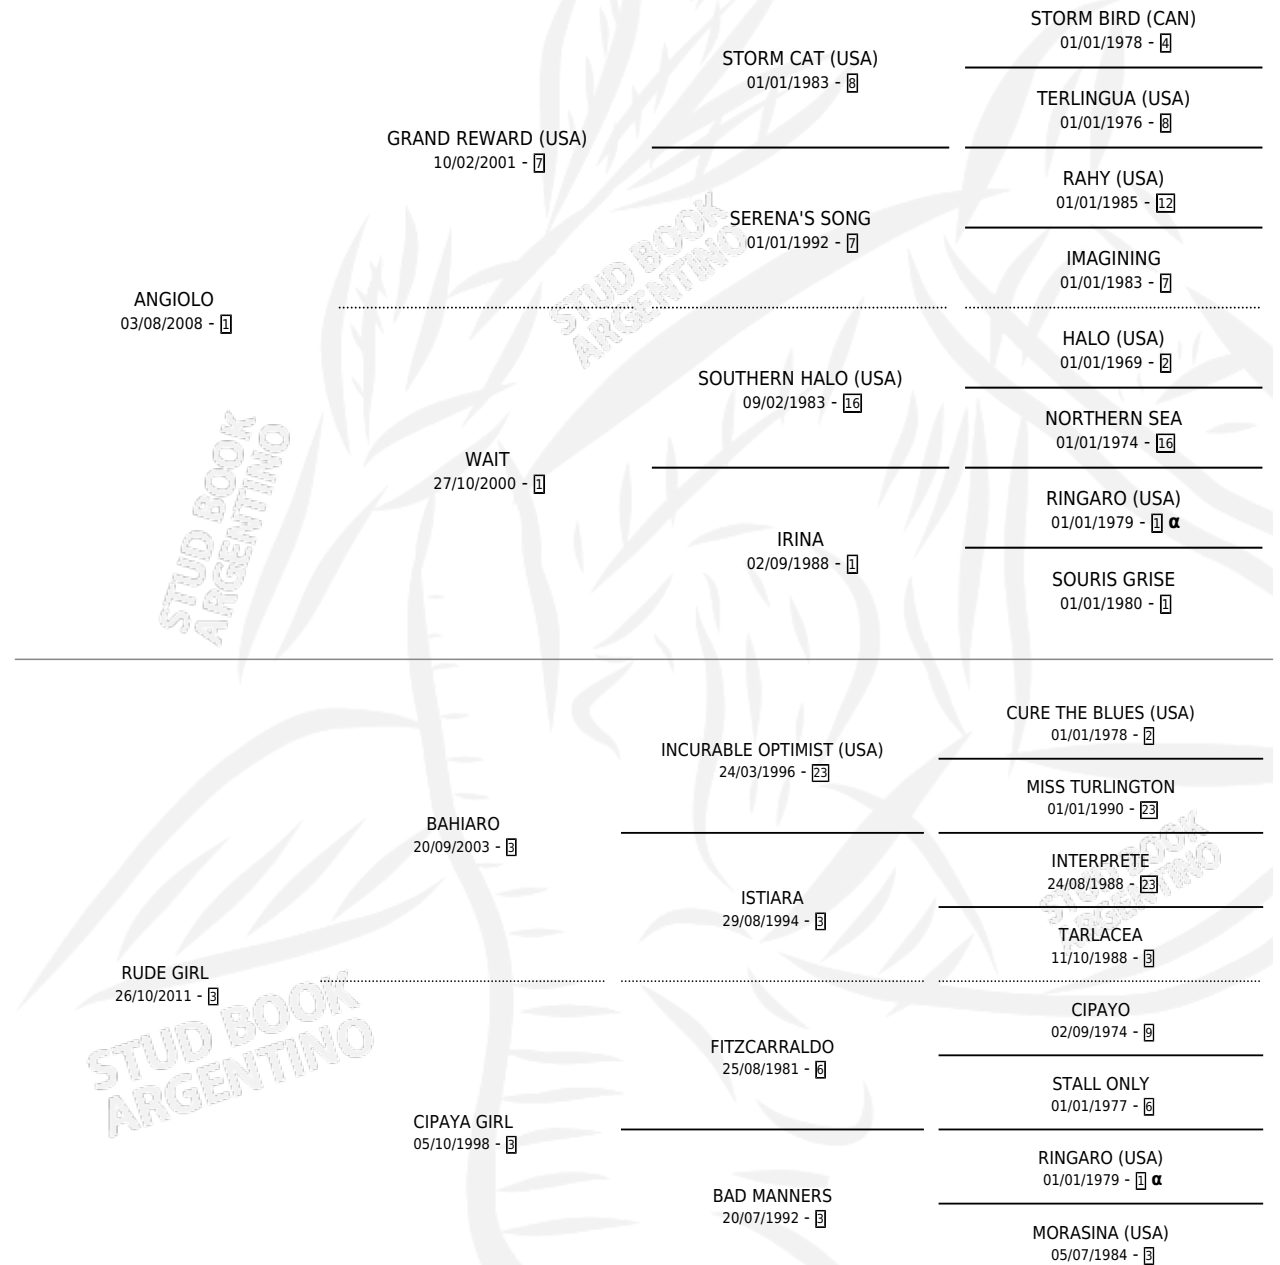 STORM BIRD (CAN)
01/01/1978 - 4
STORM CAT (USA)
01/01/1983 - 8
TERLINGUA (USA)
01/01/1976 - 8
GRAND REWARD (USA)
10/02/2001 - 7
RAHY (USA)
01/01/1985 - 12
SERENA'S SONG
01/01/1992 - 7
IMAGINING
01/01/1983 - 7
ANGIOLO
03/08/2008 - 1
HALO (USA)
01/01/1969 - 2
SOUTHERN HALO (USA)
09/02/1983 - 16
NORTHERN SEA
01/01/1974 - 16
WAIT
27/10/2000 - 1
RINGARO (USA)
01/01/1979 - 1 α
IRINA
02/09/1988 - 1
SOURIS GRISE
01/01/1980 - 1
CURE THE BLUES (USA)
01/01/1978 - 2
INCURABLE OPTIMIST (USA)
24/03/1996 - 23
MISS TURLINGTON
01/01/1990 - 23
BAHIARO
20/09/2003 - 3
INTERPRETE
24/08/1988 - 23
ISTIARA
29/08/1994 - 3
TARLACEA
11/10/1988 - 3
RUDE GIRL
26/10/2011 - 3
CIPAYO
02/09/1974 - 9
FITZCARRALDO
25/08/1981 - 6
STALL ONLY
01/01/1977 - 6
CIPAYA GIRL
05/10/1998 - 3
RINGARO (USA)
01/01/1979 - 1 α
BAD MANNERS
20/07/1992 - 3
MORASINA (USA)
05/07/1984 - 3
STUD BOOK
ARGENTINO
STUD BOOK
ARGENTINO
STUD BOOK
ARGENTINO
STUD BOOK
ARGENTINO